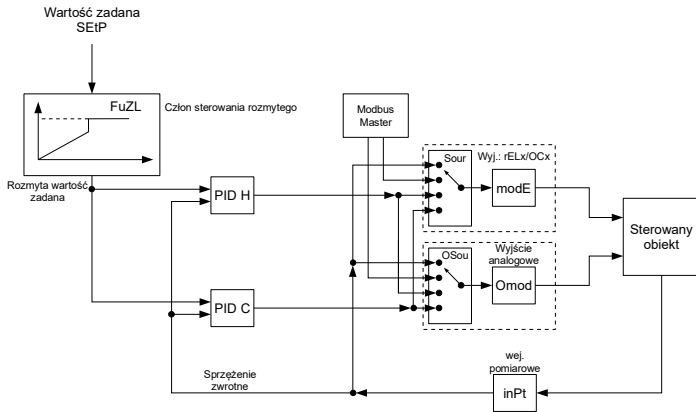 Wartość zadana
SEtP
FuZL
Człon sterowania rozmytego
Rozmyta wartość
zadana
PID H
PID C
Modbus
Master
Sour
Wyj.: rELx/OCx
modE
OSou
Wyjście
analogowe
Omod
Sterowany
obiekt
Sprzężenie
zwrotne
wej.
pomiarowe
inPt